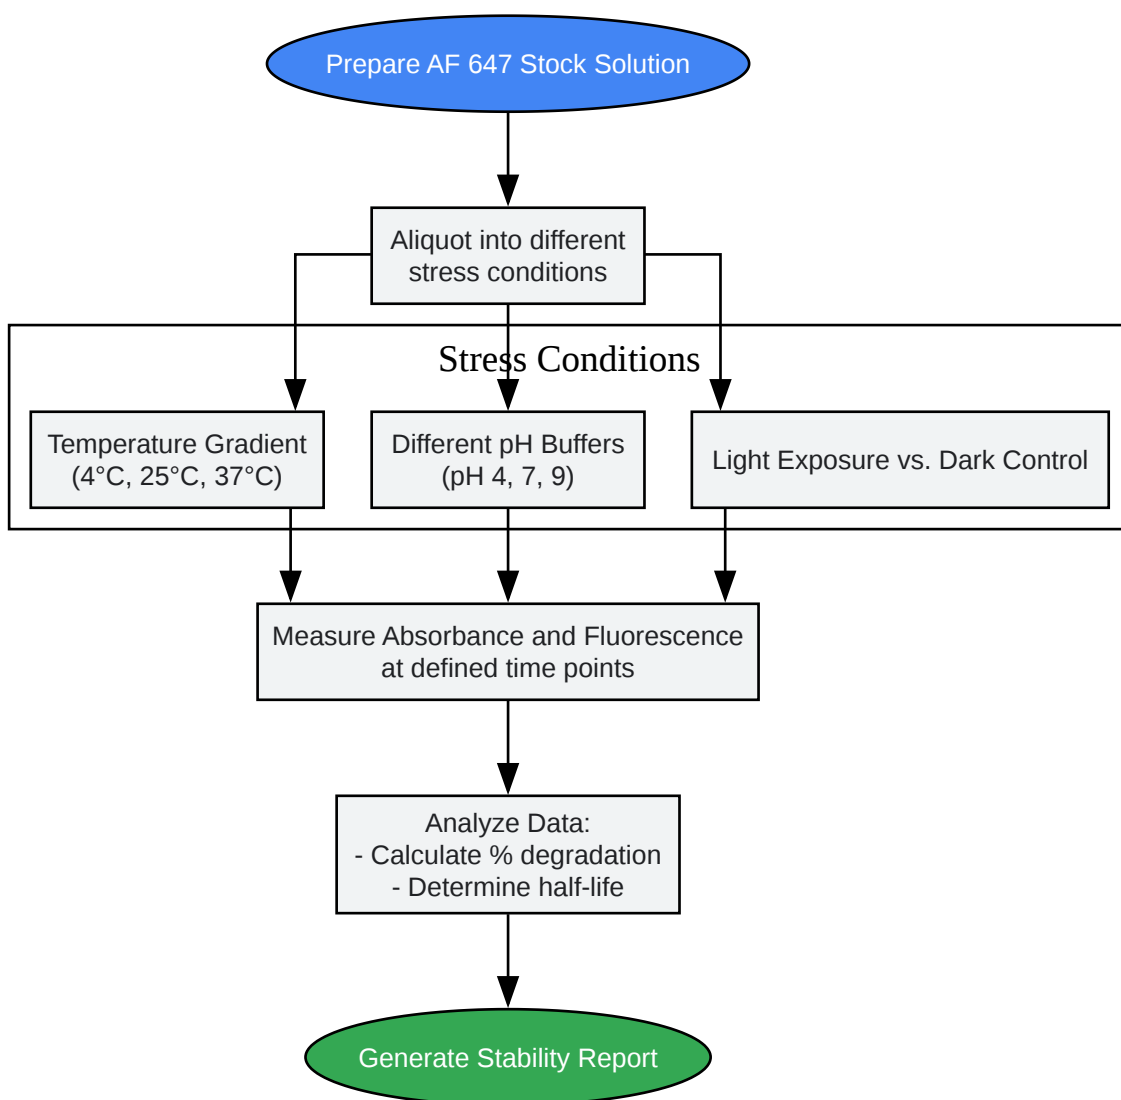 Prepare AF 647 Stock Solution
Aliquot into different
stress conditions
Stress Conditions
Temperature Gradient
(4°C, 25°C, 37°C)
Different pH Buffers
(pH 4, 7, 9)
Light Exposure vs. Dark Control
Measure Absorbance and Fluorescence
at defined time points
Analyze Data:
- Calculate % degradation
- Determine half-life
Generate Stability Report